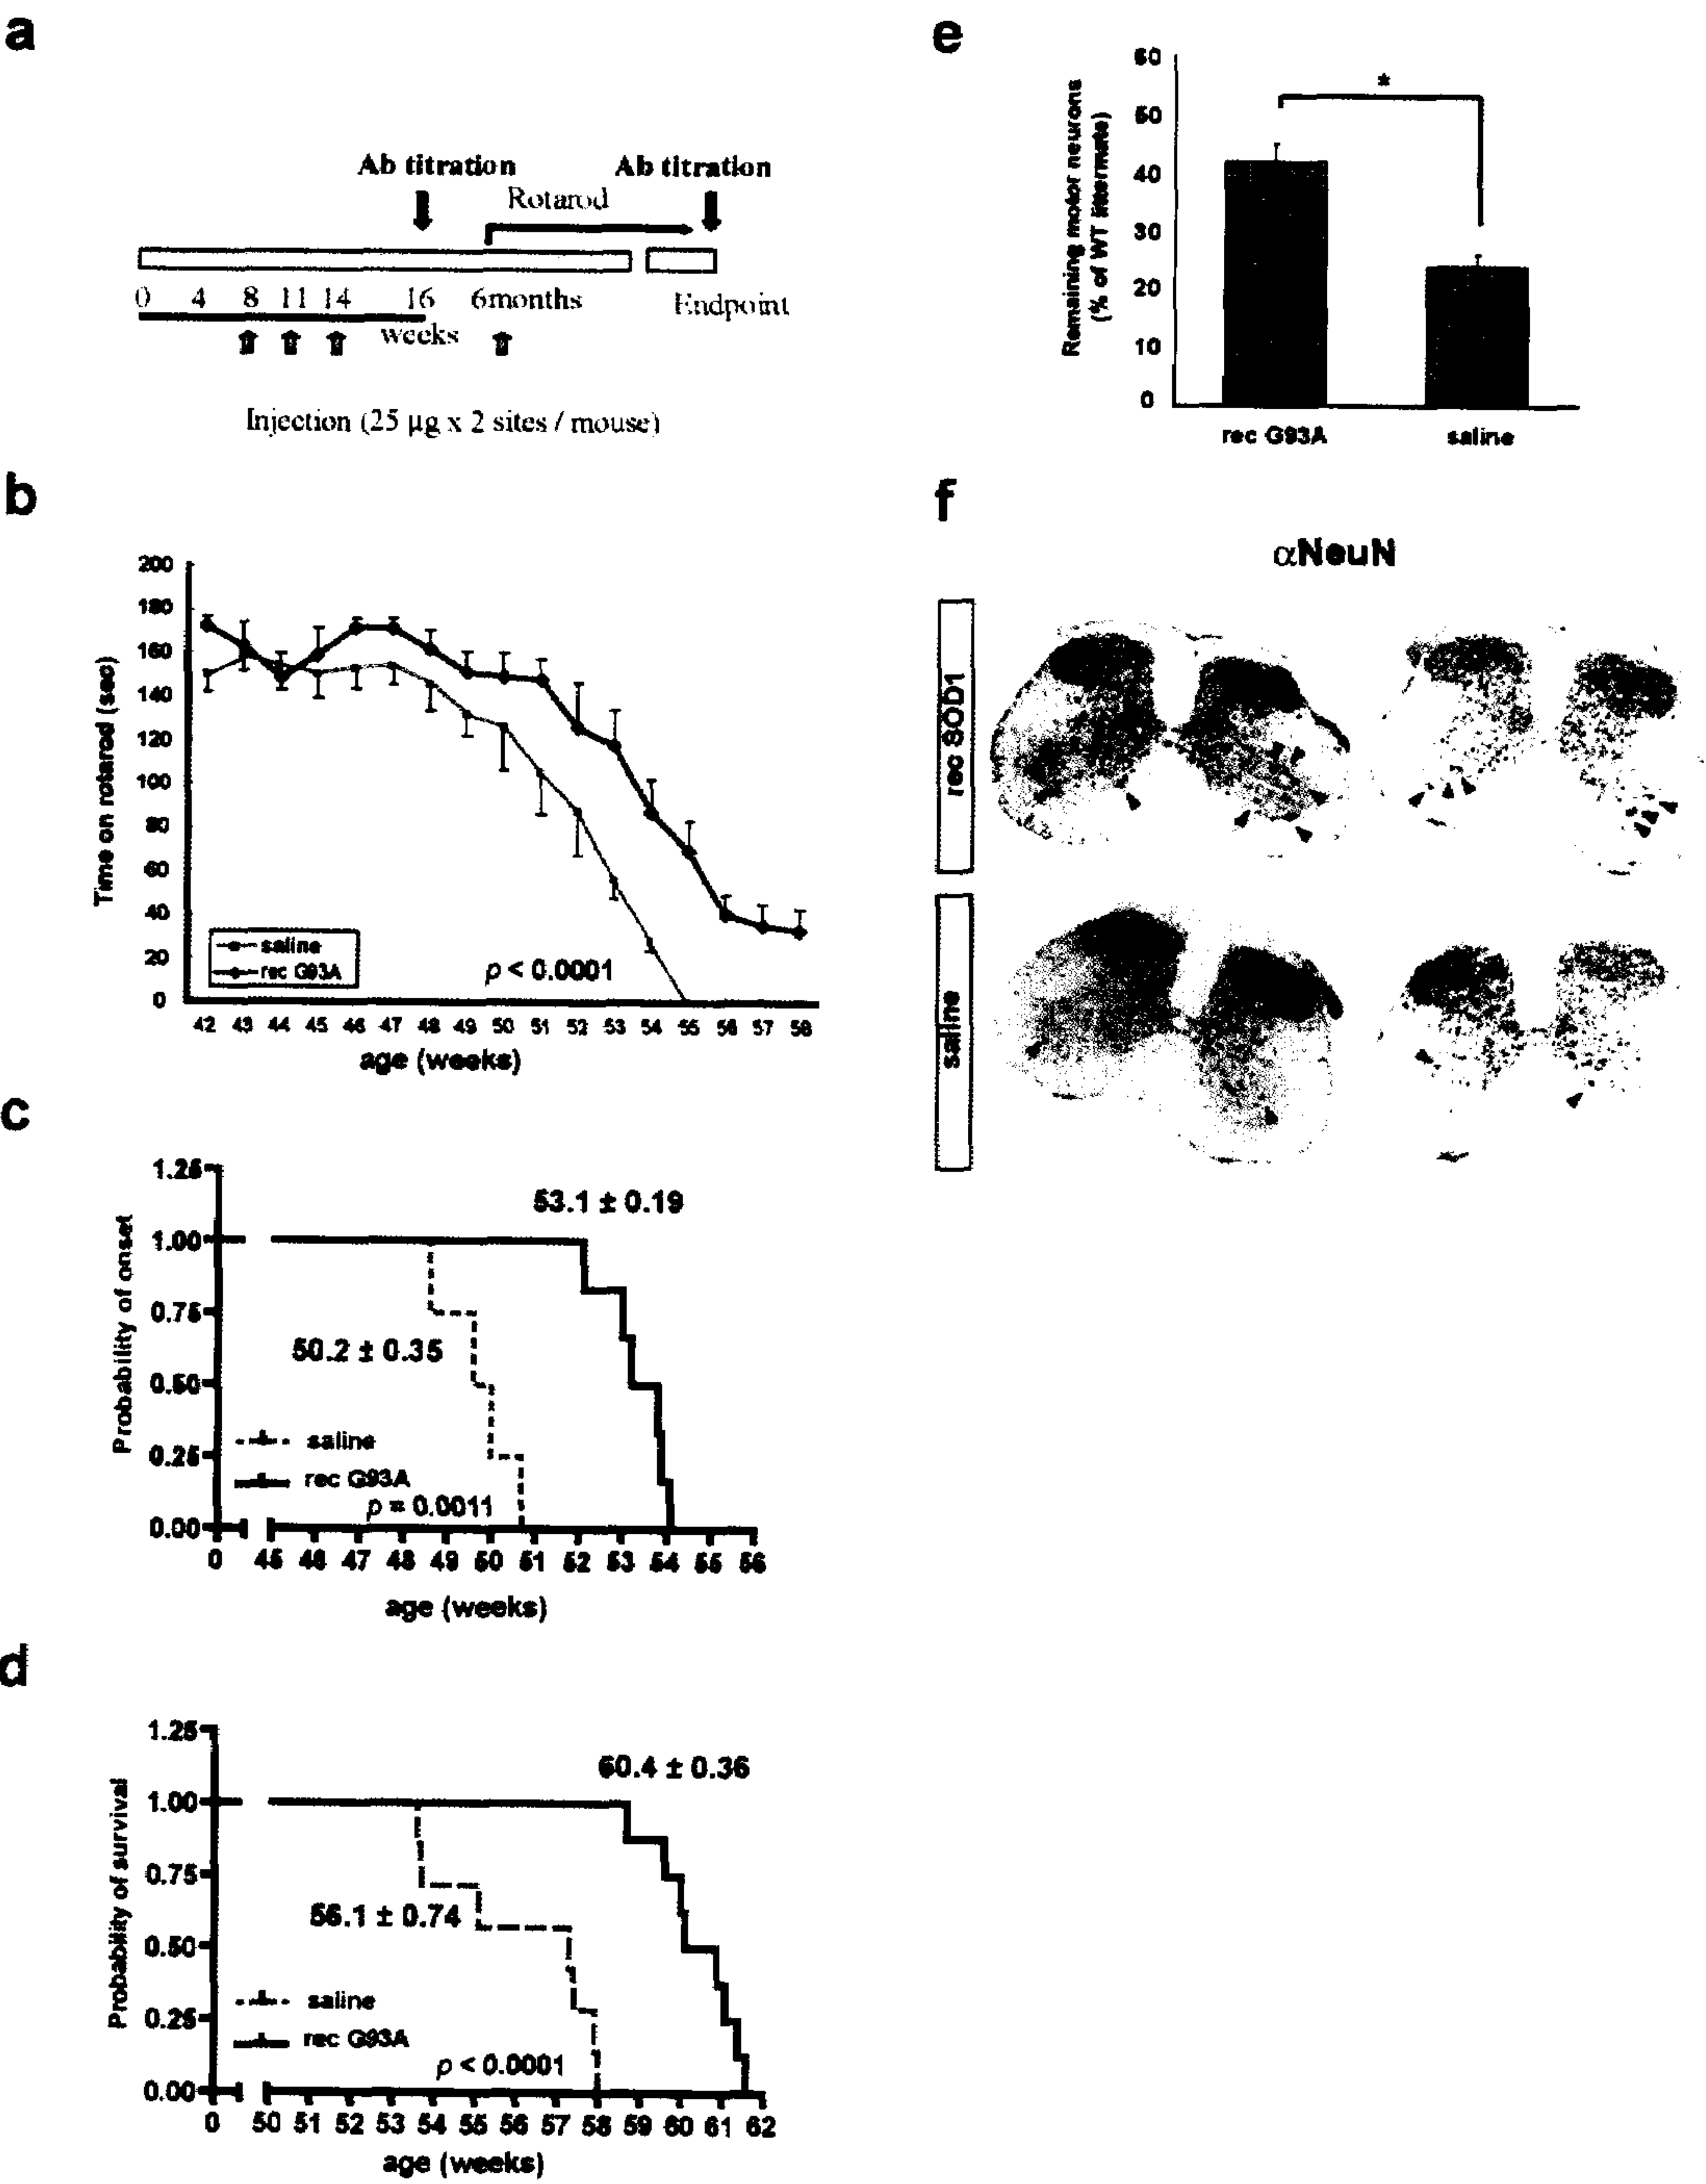 a
Ab titration
Ab titration
Rotarod
0 4 8 11 14 16 6months
Endpoint
weeks
Injection (25 µg x 2 sites / mouse)
b
Time on rotarod (sec)
200
180
160
140
120
100
80
60
40
20
0
saline
rec G93A
p < 0.0001
42 43 44 45 46 47 48 49 50 51 52 53 54 55 56 57 58
age (weeks)
c
Probability of onset
1.25
1.00
0.75
0.50
0.25
0.00
53.1 ± 0.19
50.2 ± 0.35
saline
rec G93A
p = 0.0011
0 45 46 47 48 49 50 51 52 53 54 55 56
age (weeks)
d
Probability of survival
1.25
1.00
0.75
0.50
0.25
0.00
60.4 ± 0.36
56.1 ± 0.74
saline
rec G93A
p < 0.0001
0 50 51 52 53 54 55 56 57 58 59 60 61 62
age (weeks)
e
Remaining motor neurons
(% of WT littermate)
60
50
40
30
20
10
0
*
rec G93A
saline
f
αNeuN
rec SOD1
saline